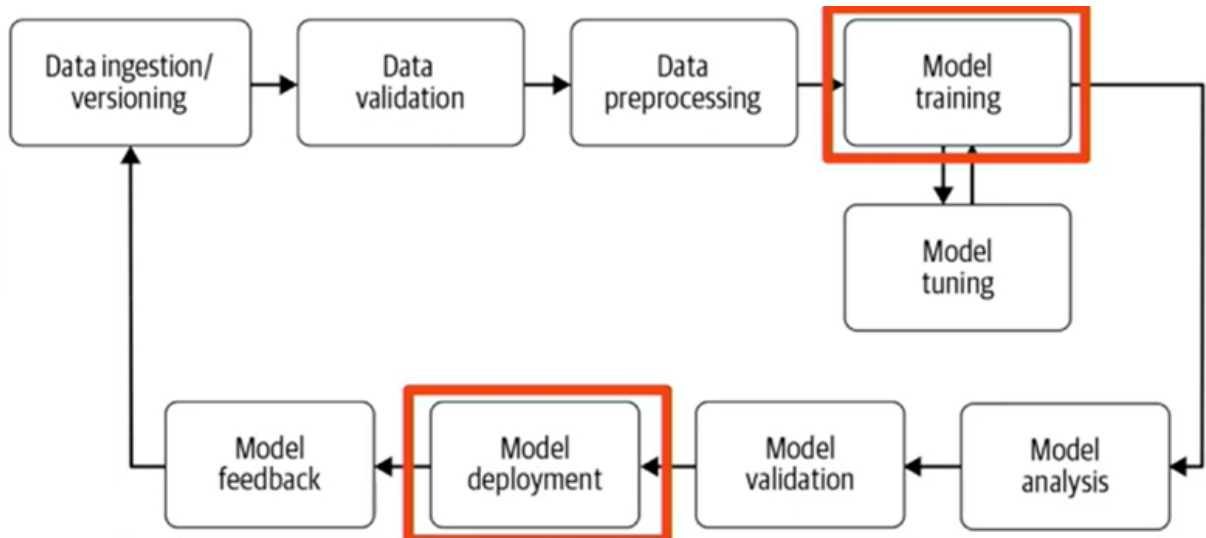 Data ingestion/
versioning
Data
validation
Data
preprocessing
Model
training
Model
tuning
Model
feedback
Model
deployment
Model
validation
Model
analysis